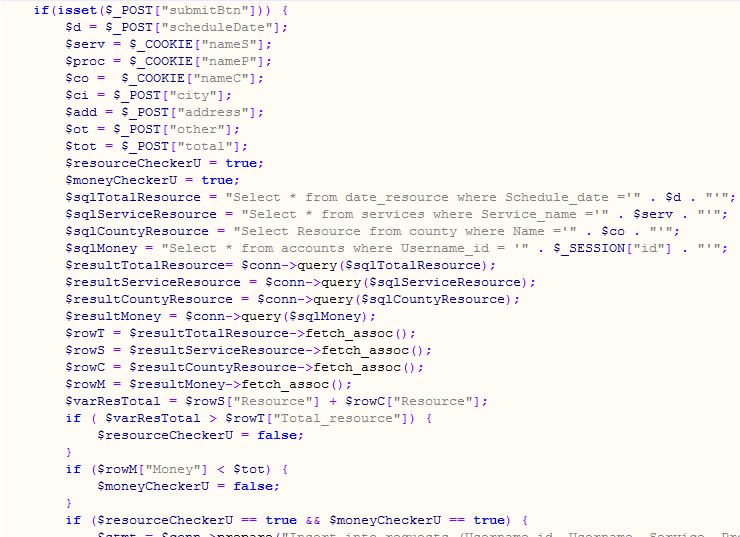 if(isset($_POST["submitBtn"])) {
$d = $_POST["scheduleDate"];
$serv = $_COOKIE["nameS"];
$proc = $_COOKIE["nameP"];
$co =  $_COOKIE["nameC"];
$ci = $_POST["city"];
$add = $_POST["address"];
$ot = $_POST["other"];
$tot = $_POST["total"];
$resourceCheckerU = true;
$moneyCheckerU = true;
$sqlTotalResource = "Select * from date_resource where Schedule_date ='" . $d . "'";
$sqlServiceResource = "Select * from services where Service_name ='" . $serv . "'";
$sqlCountyResource = "Select Resource from county where Name ='" . $co . "'";
$sqlMoney = "Select * from accounts where Username_id = '" . $_SESSION["id"] . "'";
$resultTotalResource= $conn->query($sqlTotalResource);
$resultServiceResource = $conn->query($sqlServiceResource);
$resultCountyResource = $conn->query($sqlCountyResource);
$resultMoney = $conn->query($sqlMoney);
$rowT = $resultTotalResource->fetch_assoc();
$rowS = $resultServiceResource->fetch_assoc();
$rowC = $resultCountyResource->fetch_assoc();
$rowM = $resultMoney->fetch_assoc();
$varResTotal = $rowS["Resource"] + $rowC["Resource"];
if ( $varResTotal > $rowT["Total_resource"]) {
$resourceCheckerU = false;
}
if ($rowM["Money"] < $tot) {
$moneyCheckerU = false;
}
if ($resourceCheckerU == true && $moneyCheckerU == true) {
$stmt = $conn->prepare("Insert into requests (Username_id, Username, Service, Pr